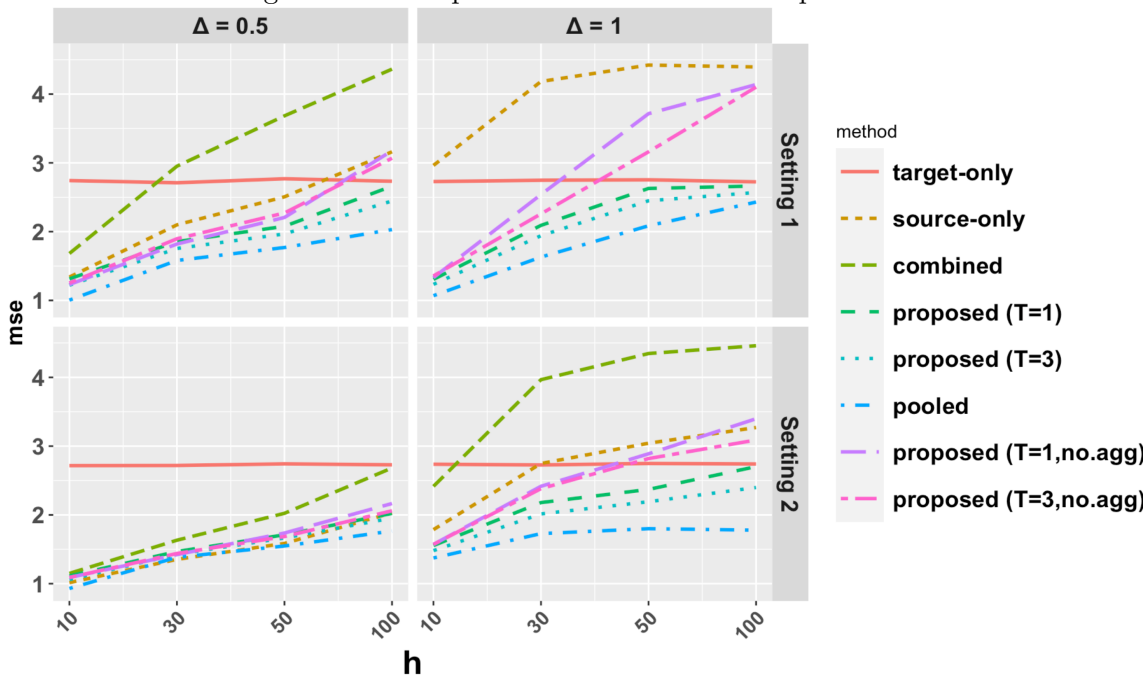 Δ = 0.5
Δ = 1
4
3
2
1
Setting 1
mse
4
3
2
1
Setting 2
10
30
50
100
10
30
50
100
h
method
target-only
source-only
combined
proposed (T=1)
proposed (T=3)
pooled
proposed (T=1,no.agg)
proposed (T=3,no.agg)